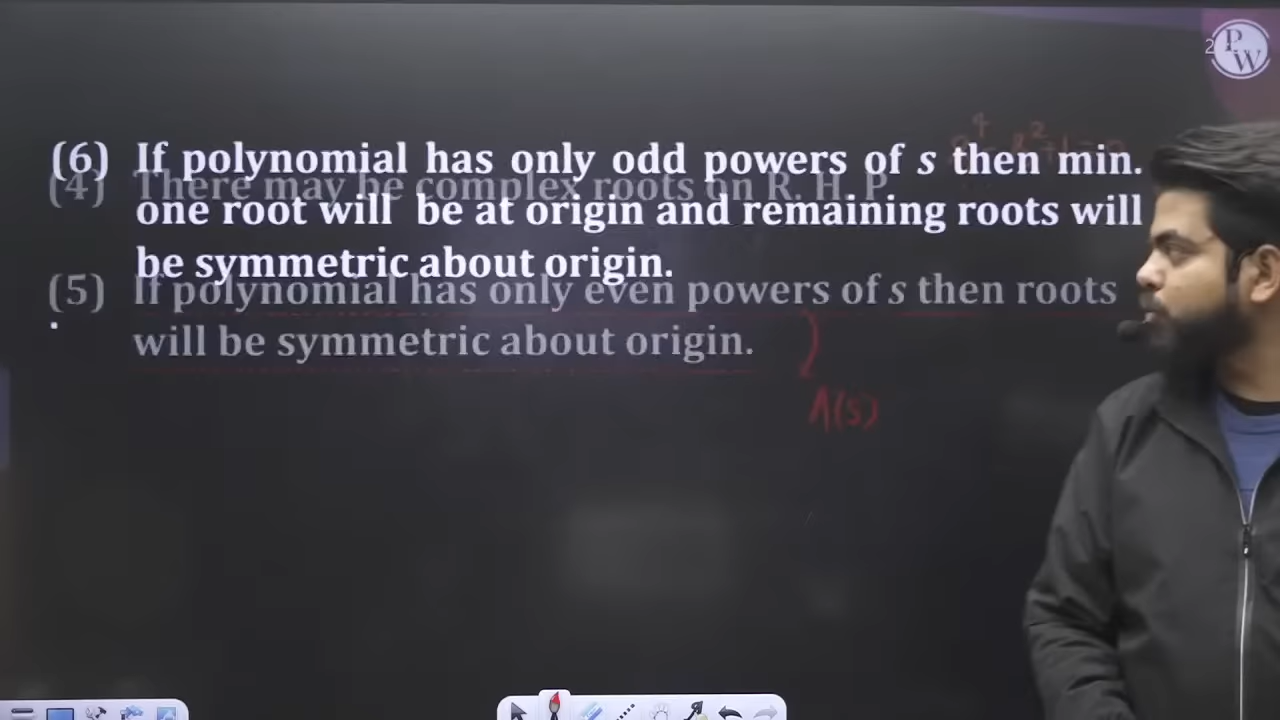 PW
2
(6) If polynomial has only odd powers of s then min.
one root will be at origin and remaining roots will
be symmetric about origin.
(4) There may be complex roots on R. H. P.
(5) If polynomial has only even powers of s then roots
will be symmetric about origin.
A(s)